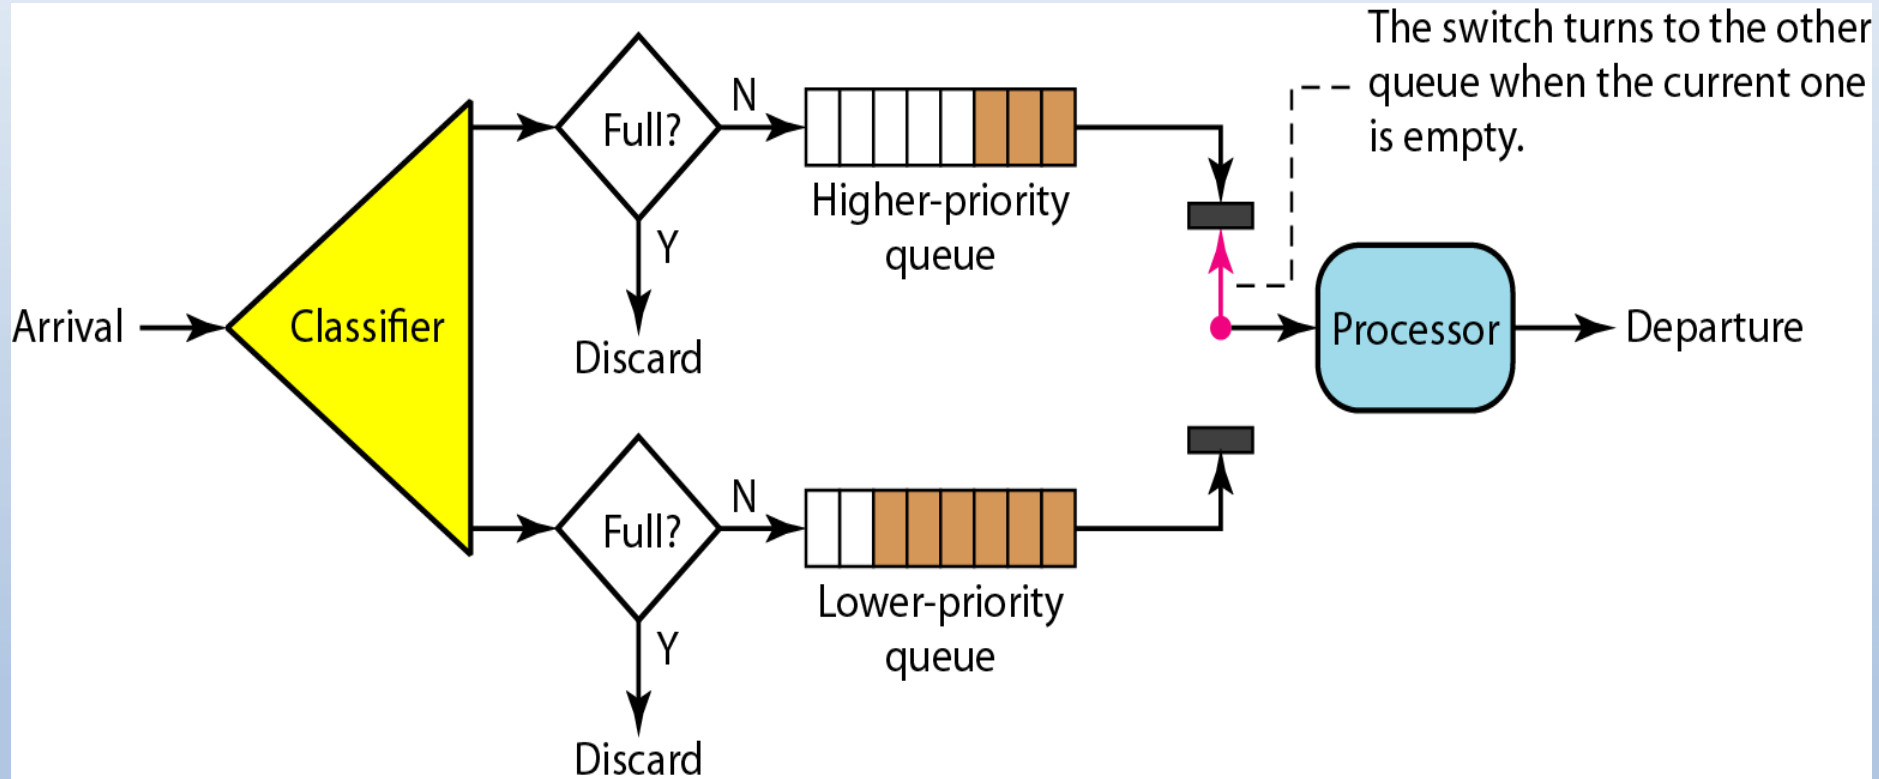 The switch turns to the other
queue when the current one
is empty.
Full?
N
Y
Discard
Higher-priority
queue
Arrival
Classifier
Processor
Departure
Full?
N
Y
Discard
Lower-priority
queue